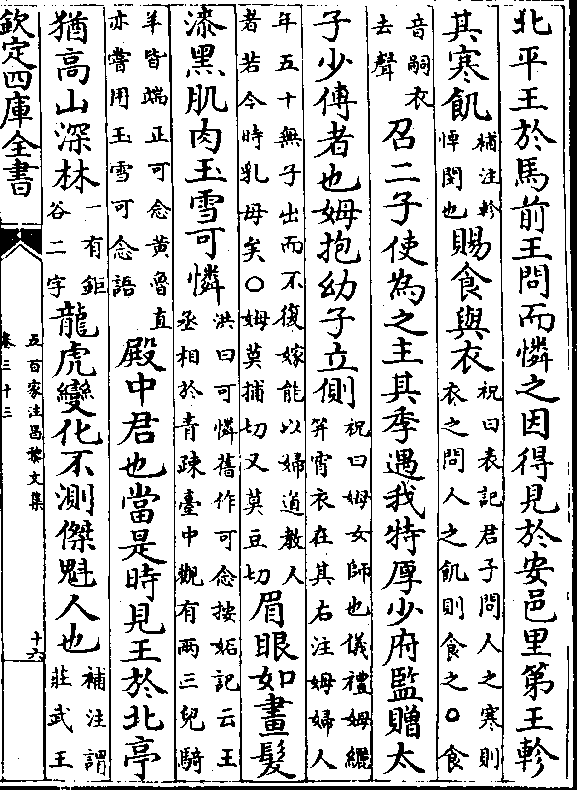 北平王於馬前王問而憐之因得見於安邑里第王軫
其寒飢補注軫悼閔也賜食與衣祝曰表記君子問人之寒則衣之問人之飢則食之〇食
音嗣衣去聲召二子使為之主其季遇我特厚少府監贈太
子少傅者也姆抱幼子立側祝曰姆女師也儀禮姆纚笄宵衣在其右注姆婦人
年五十無子出而不復嫁能以婦道教人者若今時乳母矣〇姆莫捕切又莫豆切眉眼如畫髮
漆黑肌肉玉雪可憐洪曰可憐舊作可念按妬記云王丞相於青疎臺中觀有兩三兒騎
羊皆端正可念黃魯直亦嘗用玉雪可念語殿中君也當是時見王於北亭
猶高山深林一有鉅谷二字龍虎變化不測傑魁人也補注謂莊武王
欽定四庫全書
五百家注昌黎文集
卷三十三
十六